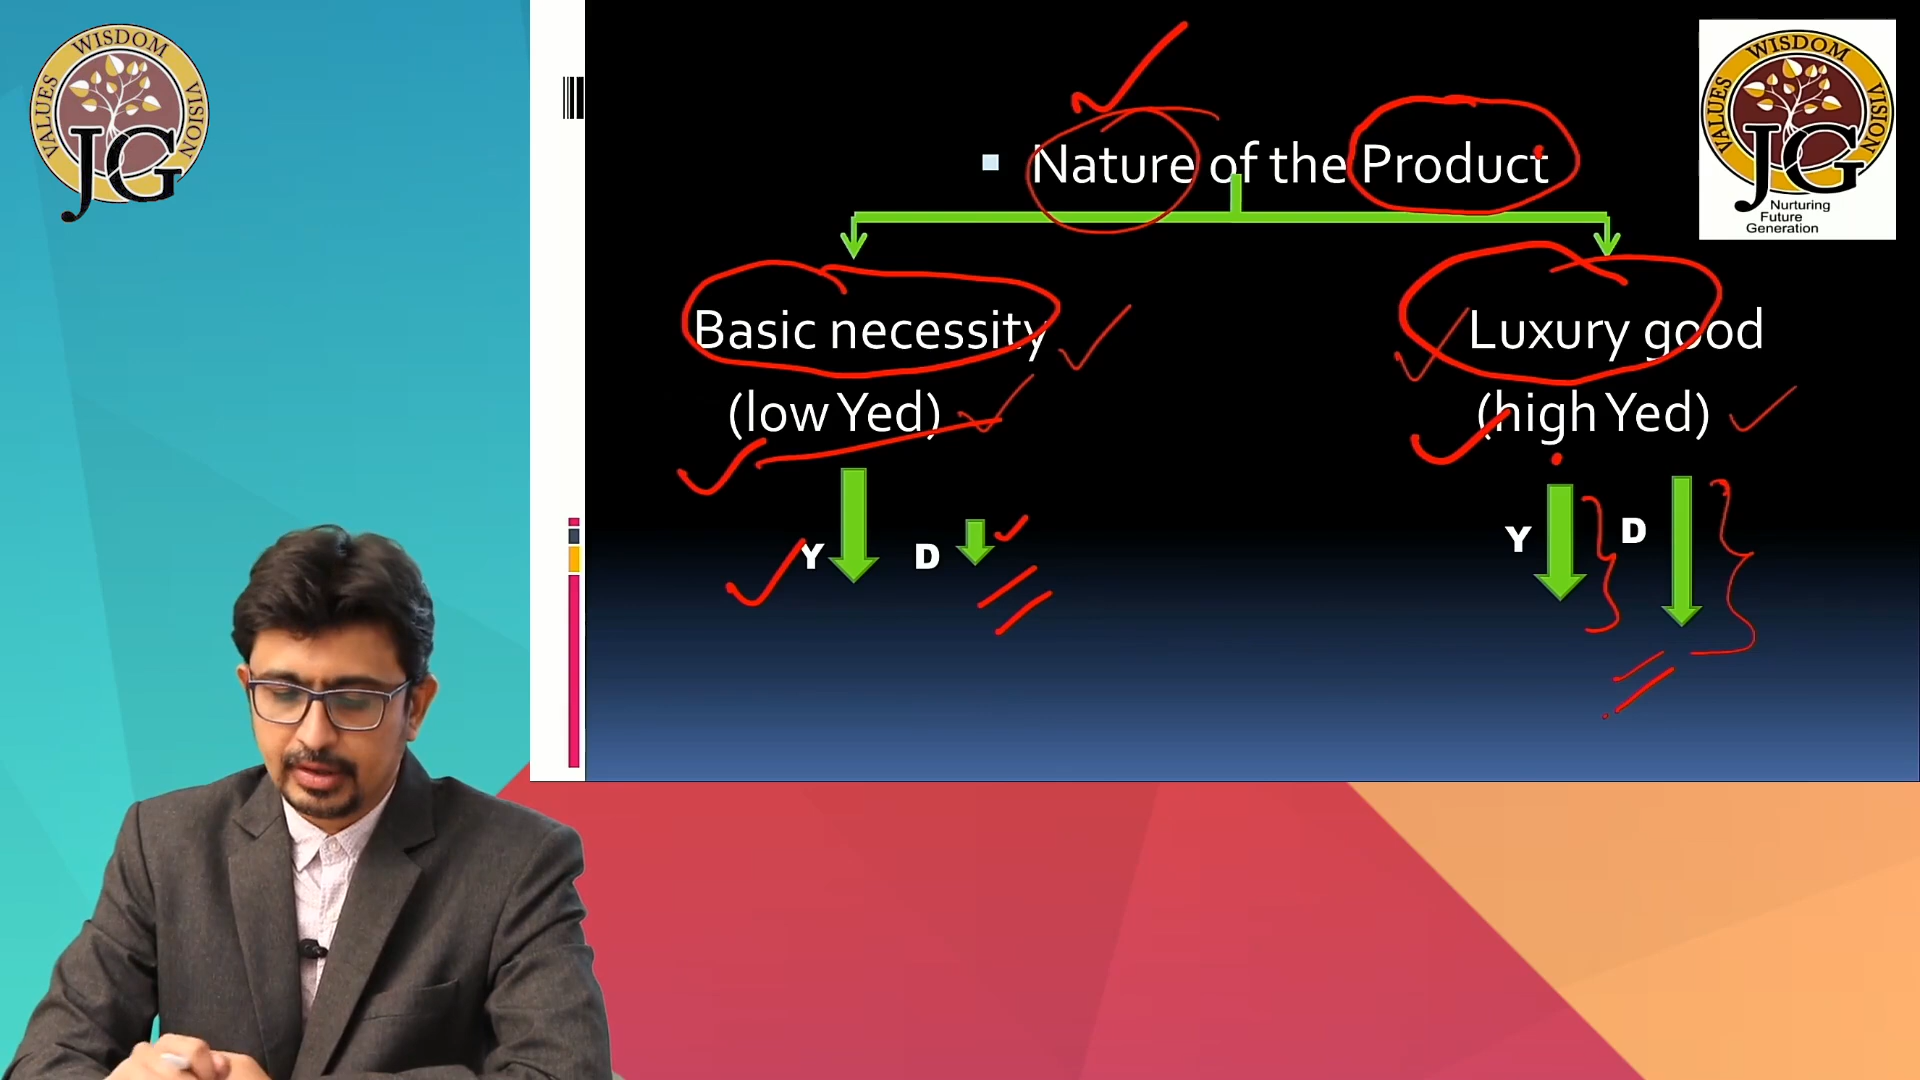 VALUES WISDOM VISION
JG
VALUES WISDOM VISION
JG
Nurturing
Future
Generation
Nature of the Product
Basic necessity
(low Yed)
Luxury good
(high Yed)
Y D
Y D